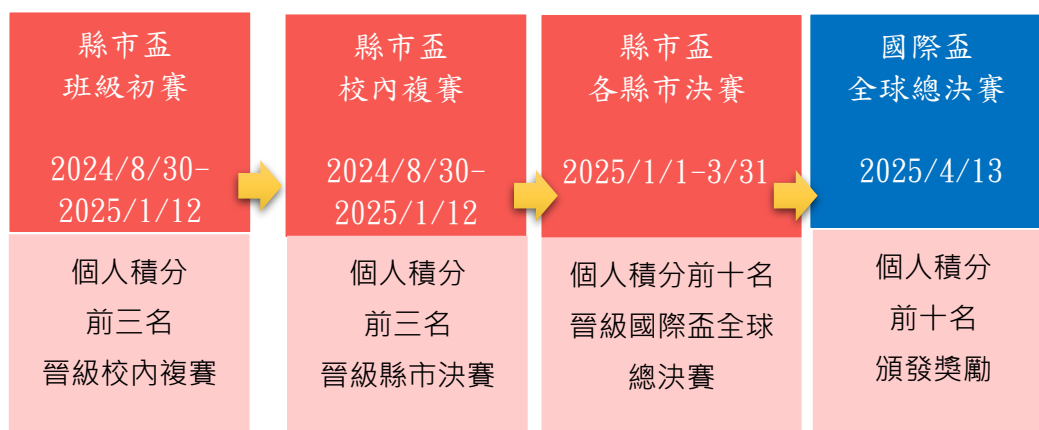 縣市盃
班級初賽
2024/8/30-
2025/1/12
個人積分
前三名
晉級校內複賽
縣市盃
校內複賽
2024/8/30-
2025/1/12
個人積分
前三名
晉級縣市決賽
縣市盃
各縣市決賽
2025/1/1-3/31
個人積分前十名
晉級國際盃全球
總決賽
國際盃
全球總決賽
2025/4/13
個人積分
前十名
頒發獎勵